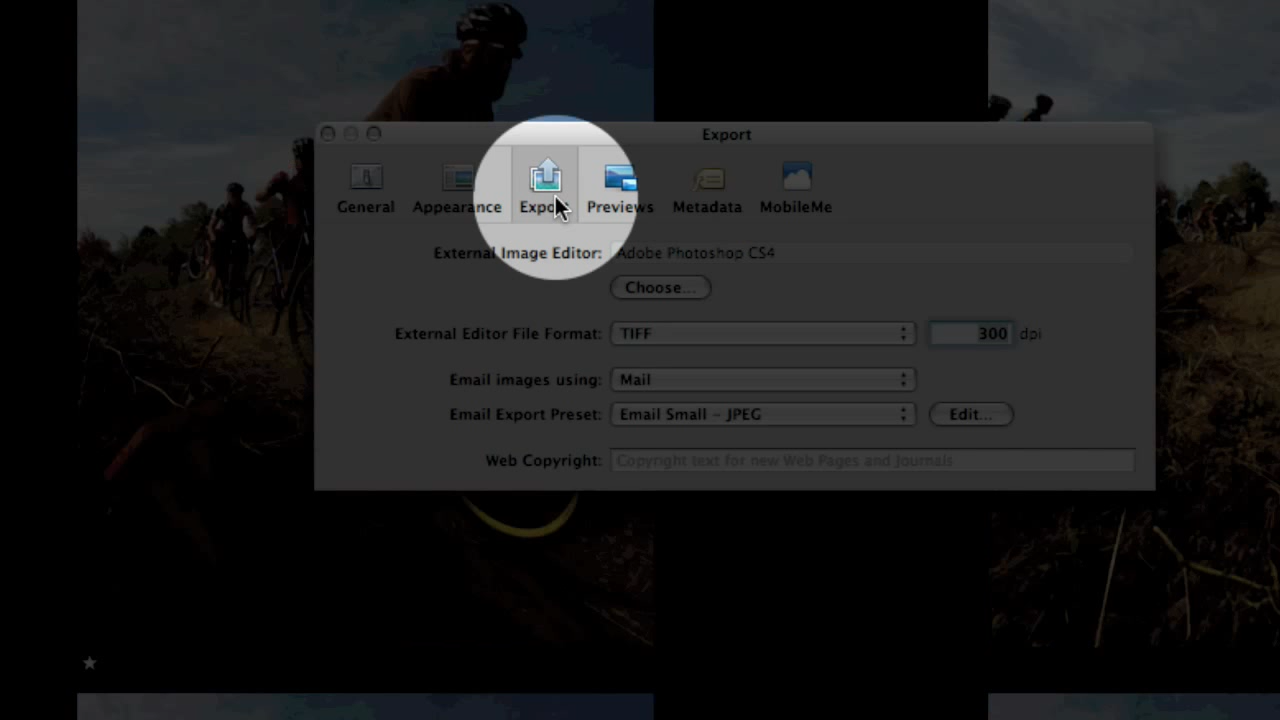 Export
General Appearance Export Previews Metadata MobileMe
External Image Editor: Adobe Photoshop CS4
Choose...
External Editor File Format: TIFF 300 dpi
Email images using: Mail
Email Export Preset: Email Small - JPEG Edit...
Web Copyright: Copyright text for new Web Pages and Journals